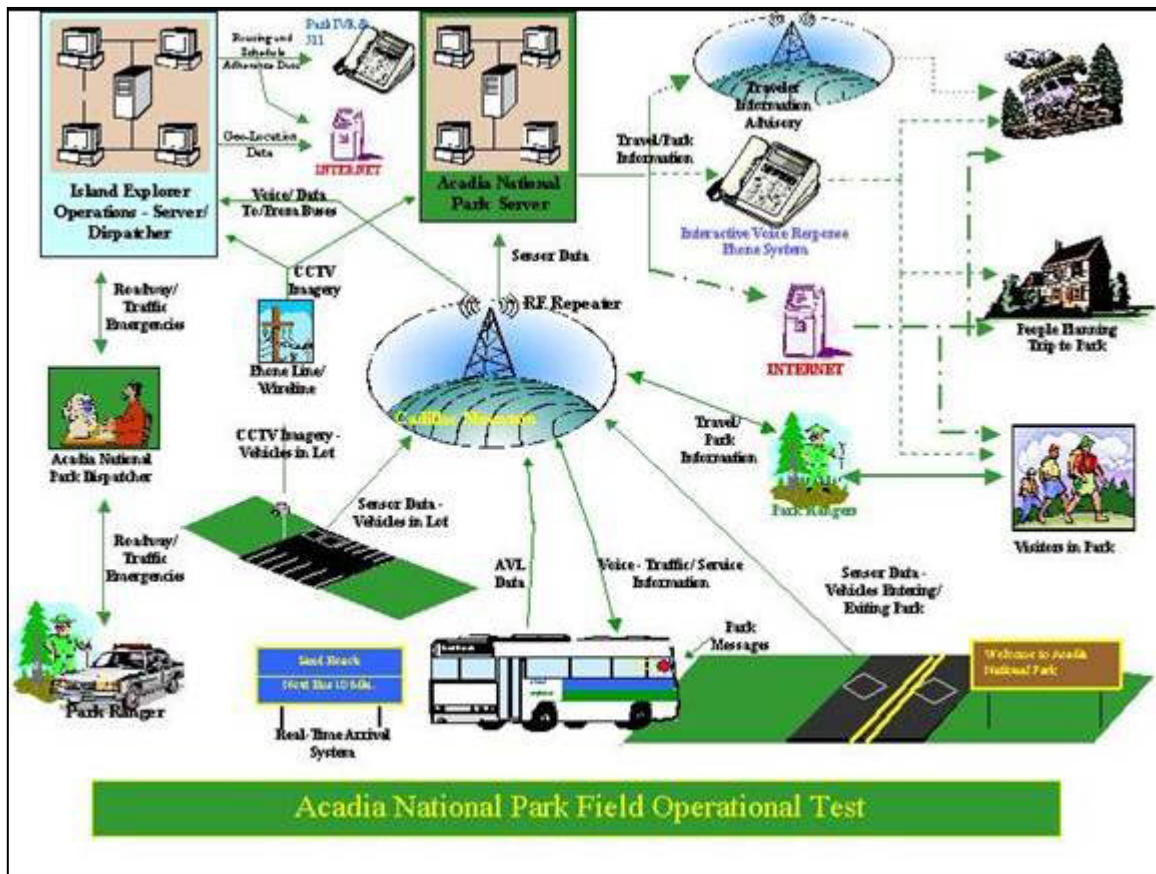 Park IVR &
511
Routing and
Schedule
Adherence Data
Geo-Location
Data
INTERNET
Island Explorer
Operations - Server/
Dispatcher
Acadia National
Park Server
Voice/ Data
To/From Buses
Traveler
Information
Advisory
Travel/Park
Information
Interactive Voice Response
Phone System
Sensor Data
CCTV
Imagery
Roadway/
Traffic
Emergencies
RF Repeater
Phone Line/
Wireline
INTERNET
People Planning
Trip to Park
Cadillac Mountain
Travel/
Park
Information
CCTV Imagery -
Vehicles in Lot
Acadia National
Park Dispatcher
Sensor Data -
Vehicles in Lot
Park Rangers
Visitors in Park
Roadway/
Traffic
Emergencies
AVL
Data
Voice - Traffic/ Service
Information
Sensor Data -
Vehicles Entering/
Exiting Park
Park
Messages
Sand Beach
Next Bus 10 Min.
Welcome to Acadia
National Park
Park Ranger
Real-Time Arrival
System
Acadia National Park Field Operational Test